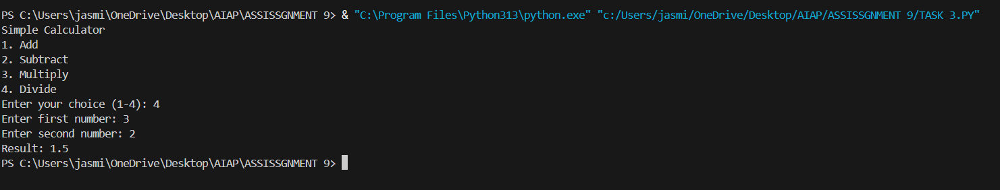 PS C:\Users\jasmi\OneDrive\Desktop\AIAP\ASSISSGNMENT 9> & "C:\Program Files\Python313\python.exe" "c:/Users/jasmi/OneDrive/Desktop/AIAP/ASSISSGNMENT 9/TASK 3.PY"
Simple Calculator
1. Add
2. Subtract
3. Multiply
4. Divide
Enter your choice (1-4): 4
Enter first number: 3
Enter second number: 2
Result: 1.5
PS C:\Users\jasmi\OneDrive\Desktop\AIAP\ASSISSGNMENT 9>